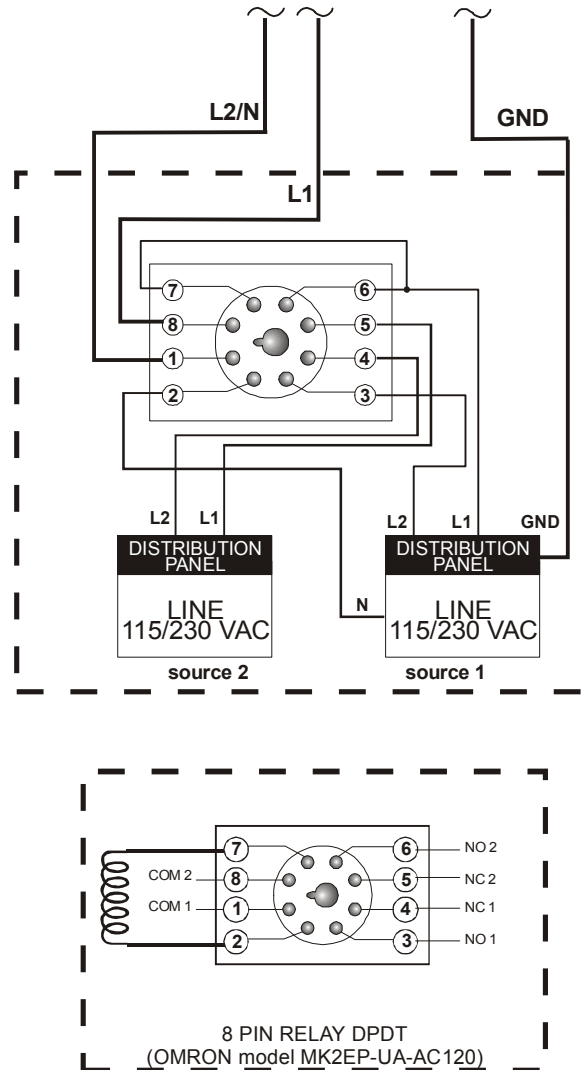 L2/N
GND
L1
7
6
8
5
1
4
2
3
L2
L1
L2
L1
GND
DISTRIBUTION
PANEL
DISTRIBUTION
PANEL
N
LINE
115/230 VAC
LINE
115/230 VAC
source 2
source 1
7
6
NO 2
COM 2
8
5
NC 2
COM 1
1
4
NC 1
2
3
NO 1
8 PIN RELAY DPDT
(OMRON model MK2EP-UA-AC120)